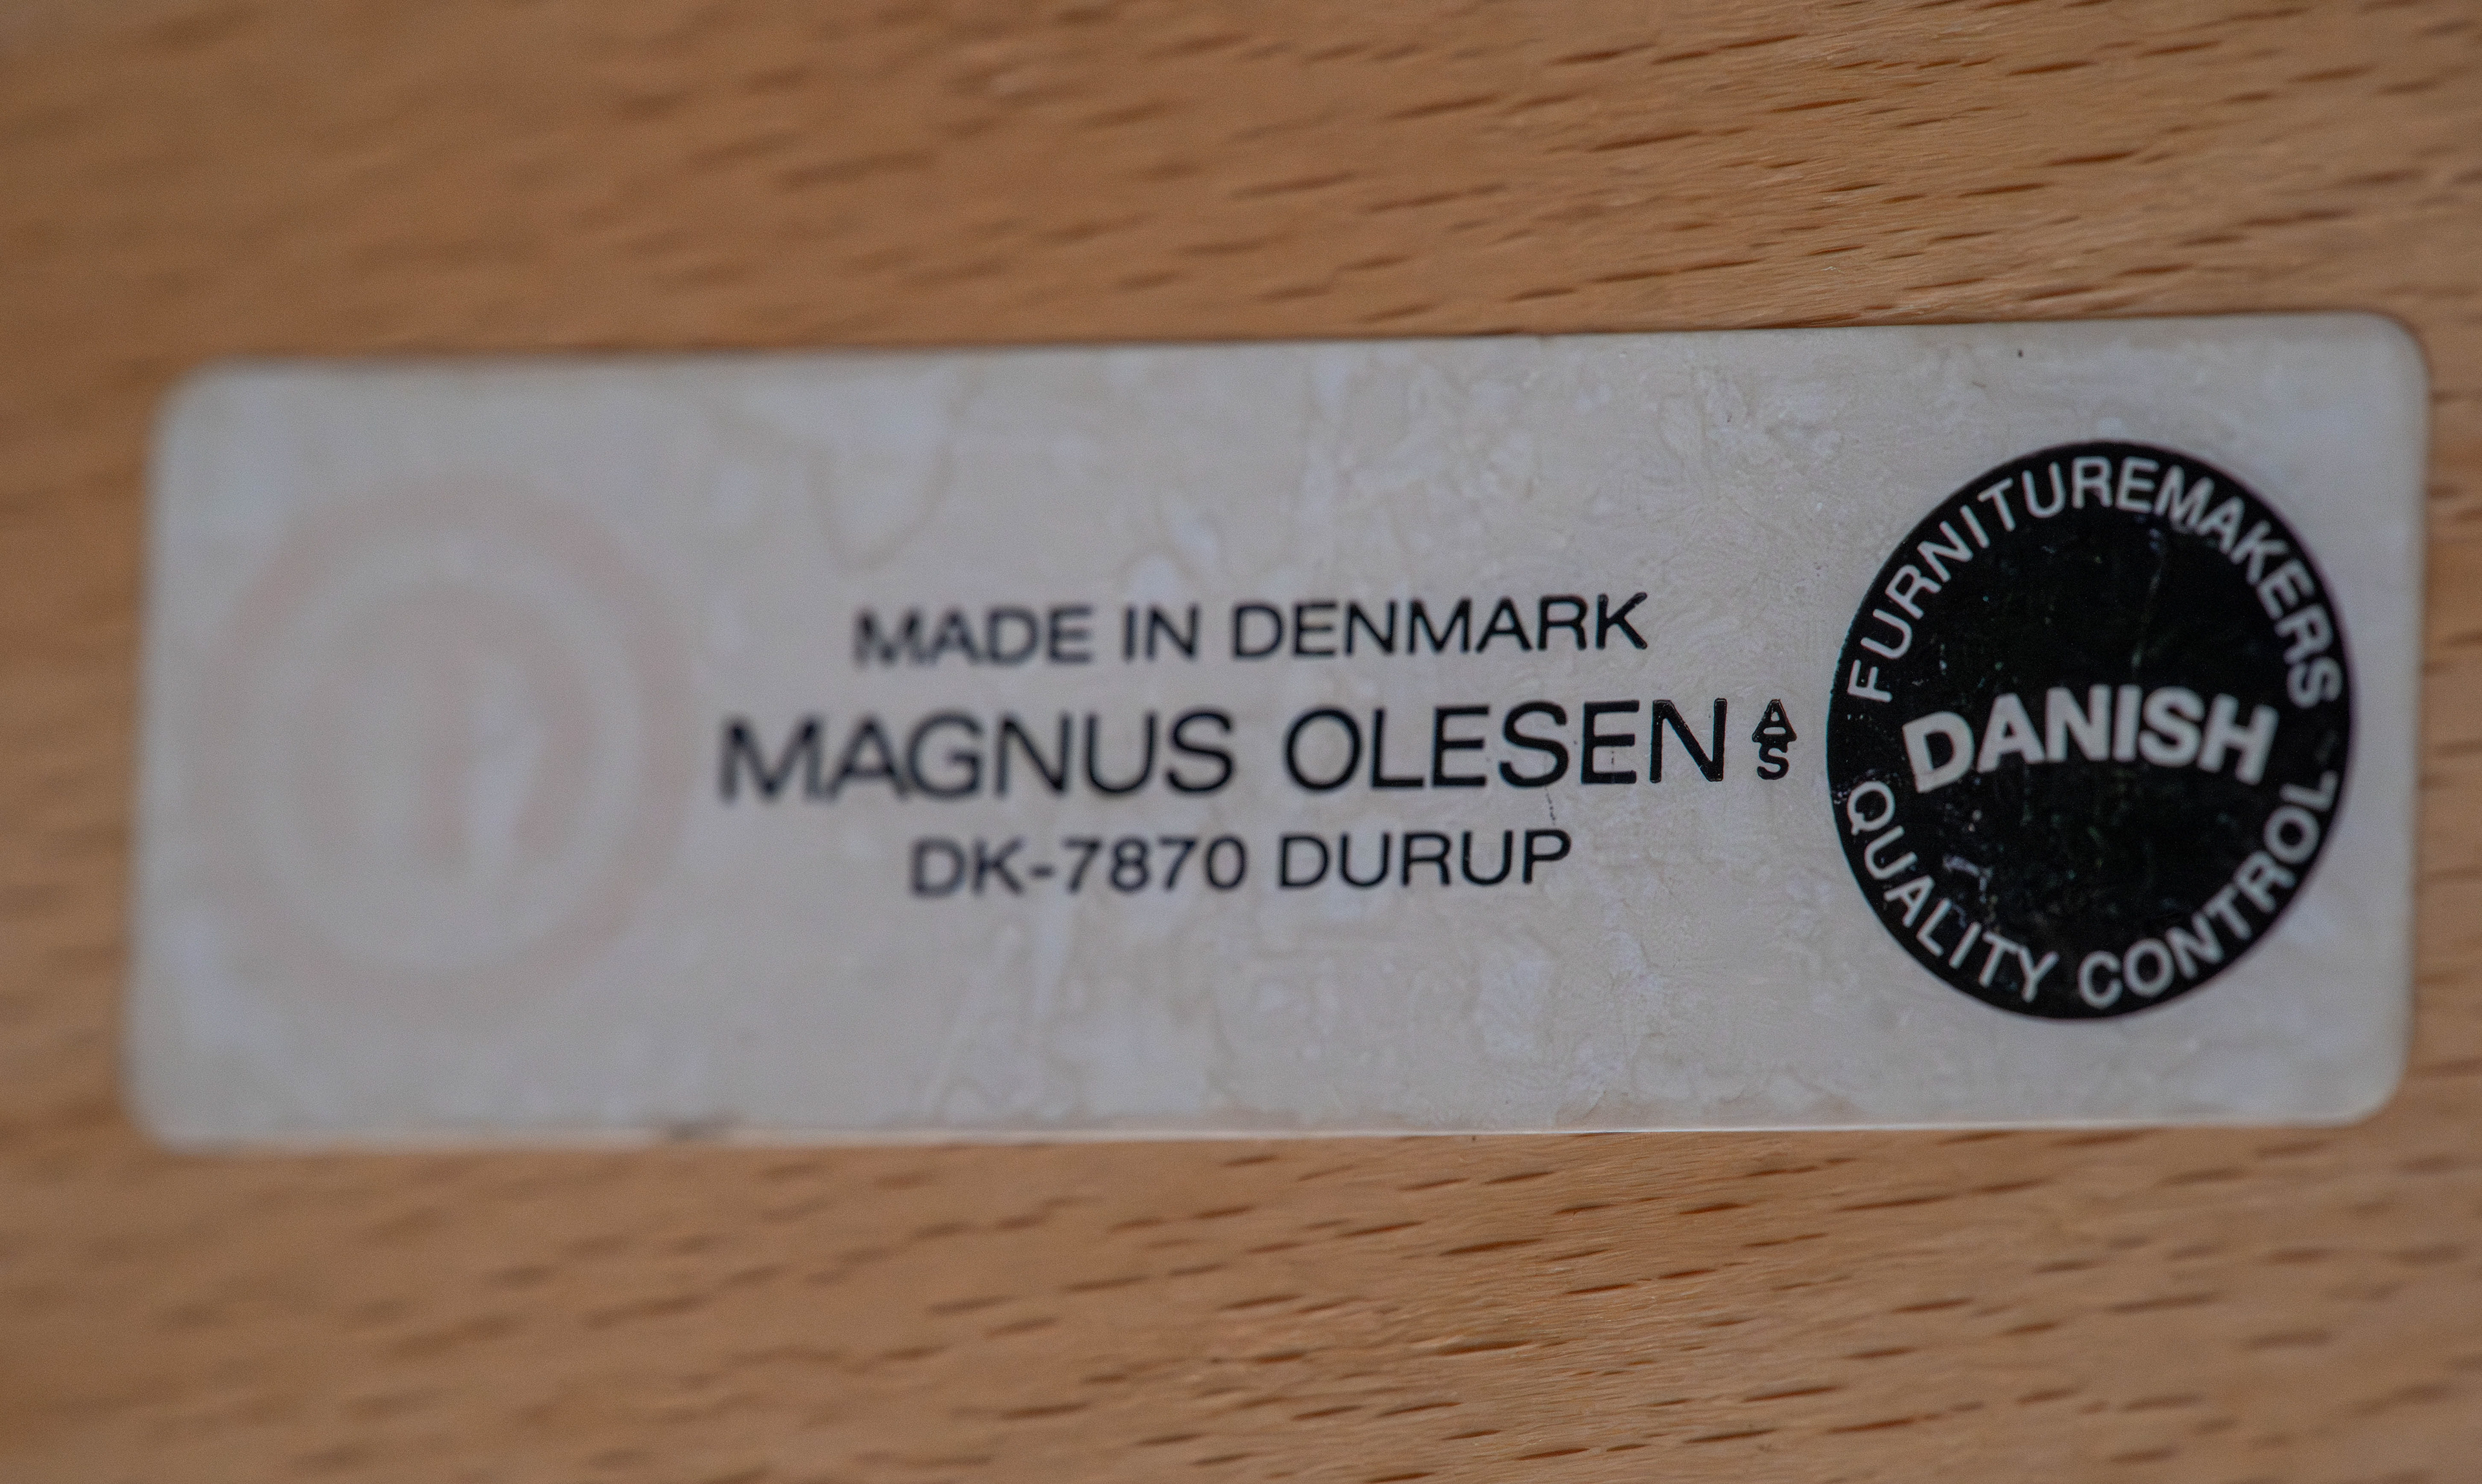 MADE IN DENMARK
MAGNUS OLESEN A/S
DK-7870 DURUP
FURNITUREMAKERS
DANISH
QUALITY CONTROL